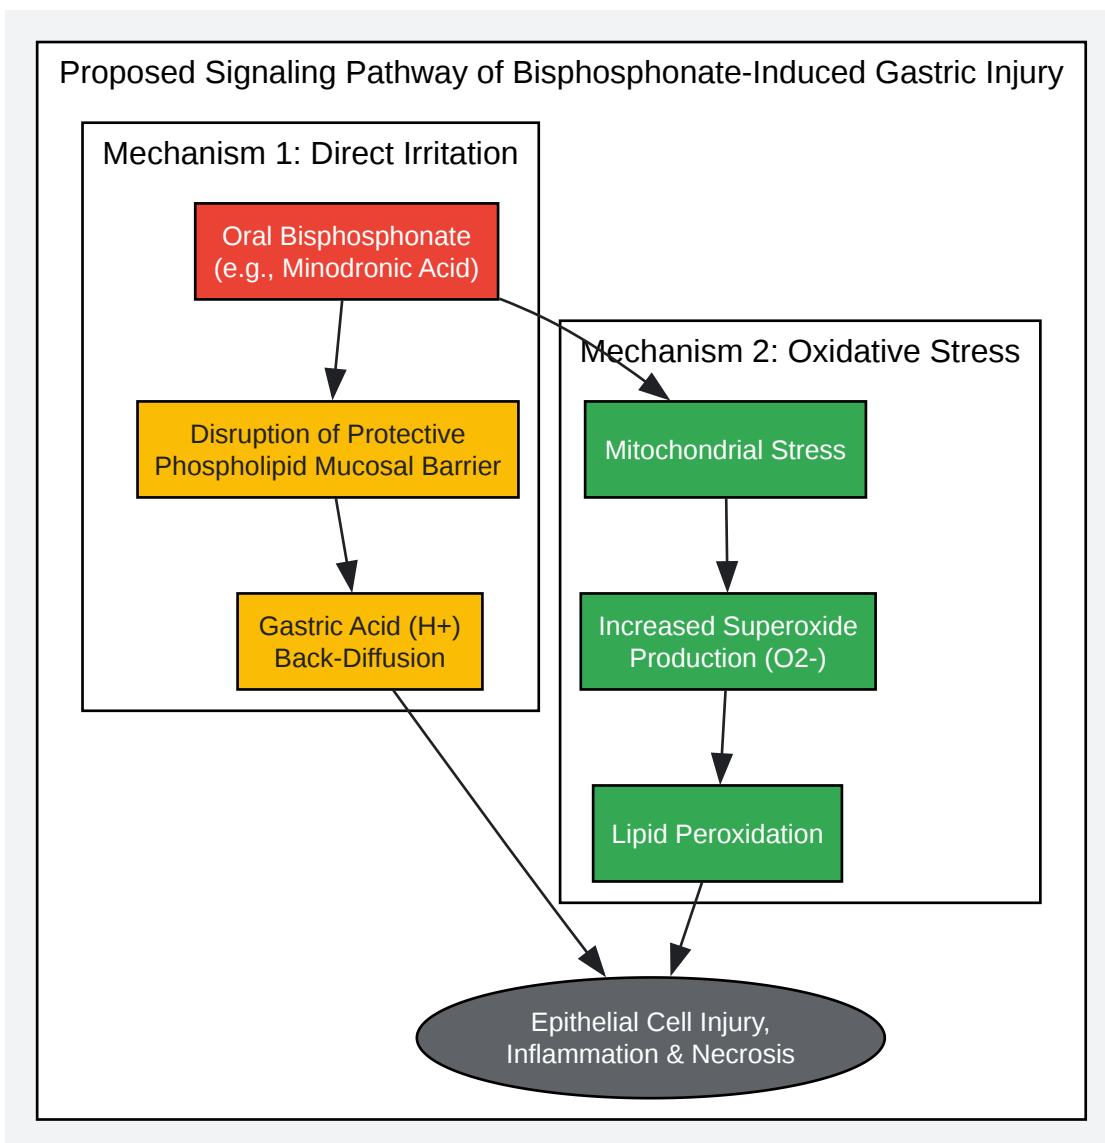 Proposed Signaling Pathway of Bisphosphonate-Induced Gastric Injury
Mechanism 1: Direct Irritation
Oral Bisphosphonate
(e.g., Minodronic Acid)
Disruption of Protective
Phospholipid Mucosal Barrier
Gastric Acid (H+)
Back-Diffusion
Mechanism 2: Oxidative Stress
Mitochondrial Stress
Increased Superoxide
Production (O2-)
Lipid Peroxidation
Epithelial Cell Injury,
Inflammation & Necrosis